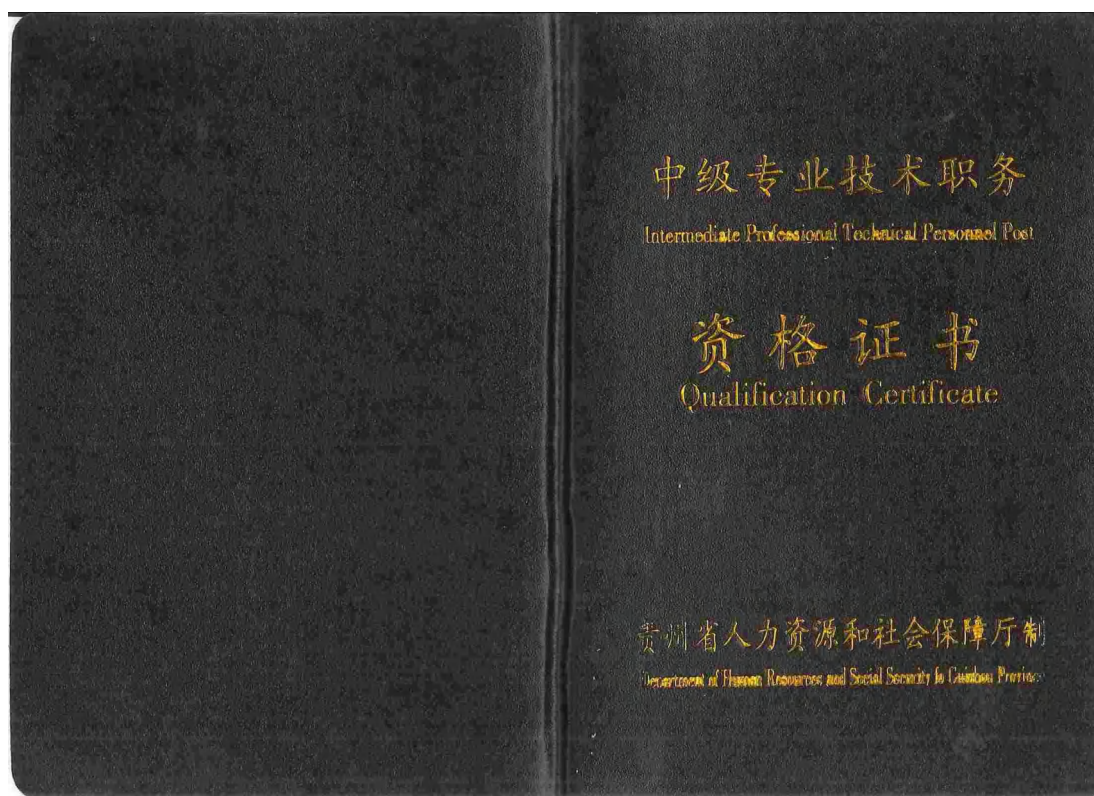 中级专业技术职务
Intermediate Professional Technical Personnel Post
资格证书
Qualification Certificate
贵州省人力资源和社会保障厅制
Department of Human Resources and Social Security In Guizhou Province